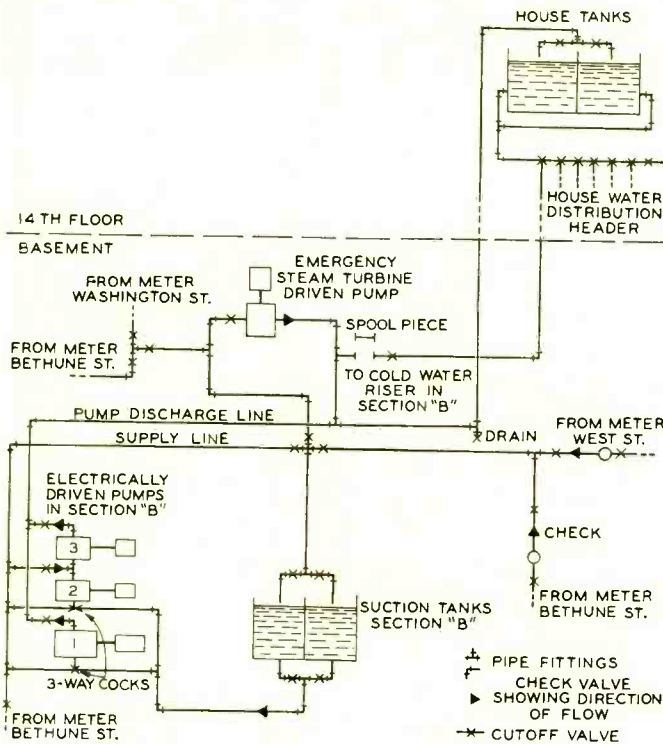 HOUSE TANKS
HOUSE WATER
DISTRIBUTION
HEADER
14 TH FLOOR
BASEMENT
EMERGENCY
STEAM TURBINE
DRIVEN PUMP
FROM METER
WASHINGTON ST.
SPOOL PIECE
FROM METER
BETHUNE ST.
TO COLD WATER
RISER IN
SECTION "B"
PUMP DISCHARGE LINE
SUPPLY LINE
DRAIN
FROM METER
WEST ST.
ELECTRICALLY
DRIVEN PUMPS
IN SECTION "B"
3
2
1
3-WAY COCKS
CHECK
FROM METER
BETHUNE ST.
SUCTION TANKS
SECTION "B"
FROM METER
BETHUNE ST.
PIPE FITTINGS
CHECK VALVE
SHOWING DIRECTION
OF FLOW
CUTOFF VALVE